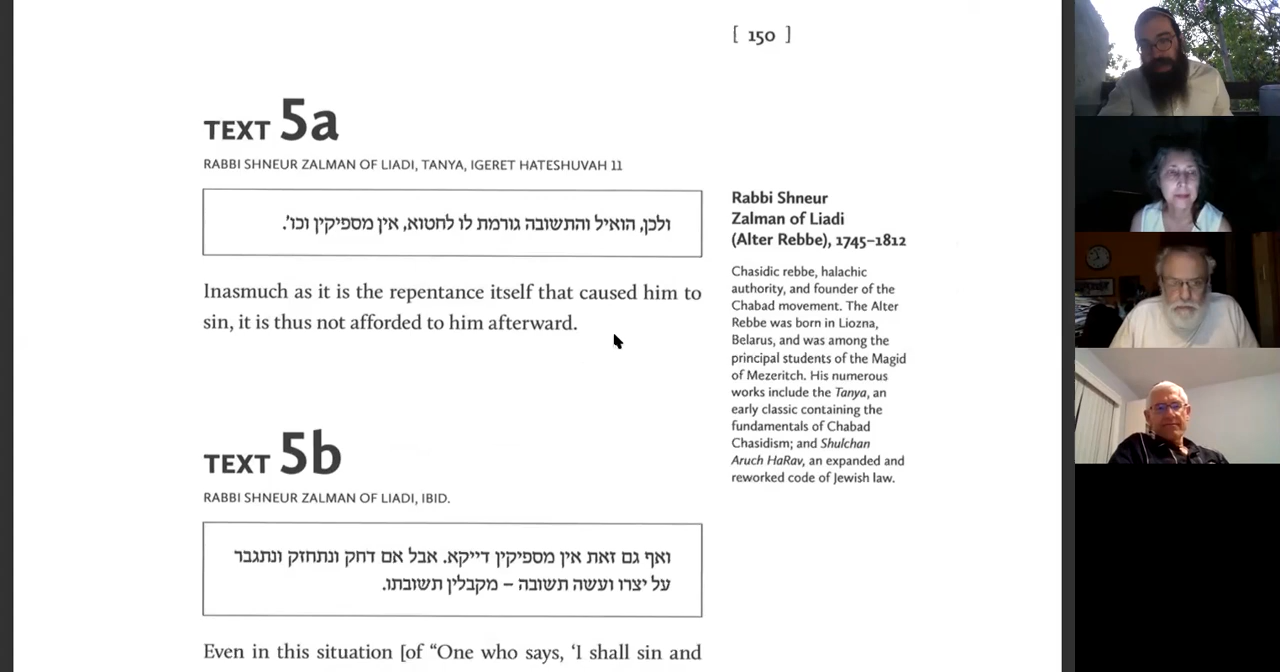 [ 150 ]
TEXT 5a
RABBI SHNEUR ZALMAN OF LIADI, TANYA, IGERET HATESHUVAH 11
ולכן, הואיל והתשובה גורמת לו לחטוא, אין מספיקין וכו'.
Inasmuch as it is the repentance itself that caused him to
sin, it is thus not afforded to him afterward.
Rabbi Shneur
Zalman of Liadi
(Alter Rebbe), 1745–1812
Chasidic rebbe, halachic
authority, and founder of the
Chabad movement. The Alter
Rebbe was born in Liozna,
Belarus, and was among the
principal students of the Magid
of Mezeritch. His numerous
works include the Tanya, an
early classic containing the
fundamentals of Chabad
Chasidism; and Shulchan
Aruch HaRav, an expanded and
reworked code of Jewish law.
TEXT 5b
RABBI SHNEUR ZALMAN OF LIADI, IBID.
ואף גם זאת אין מספיקין דייקא. אבל אם דחק ונתחזק ונתגבר
על יצרו ועשה תשובה – מקבלין תשובתו.
Even in this situation [of “One who says, ‘I shall sin and